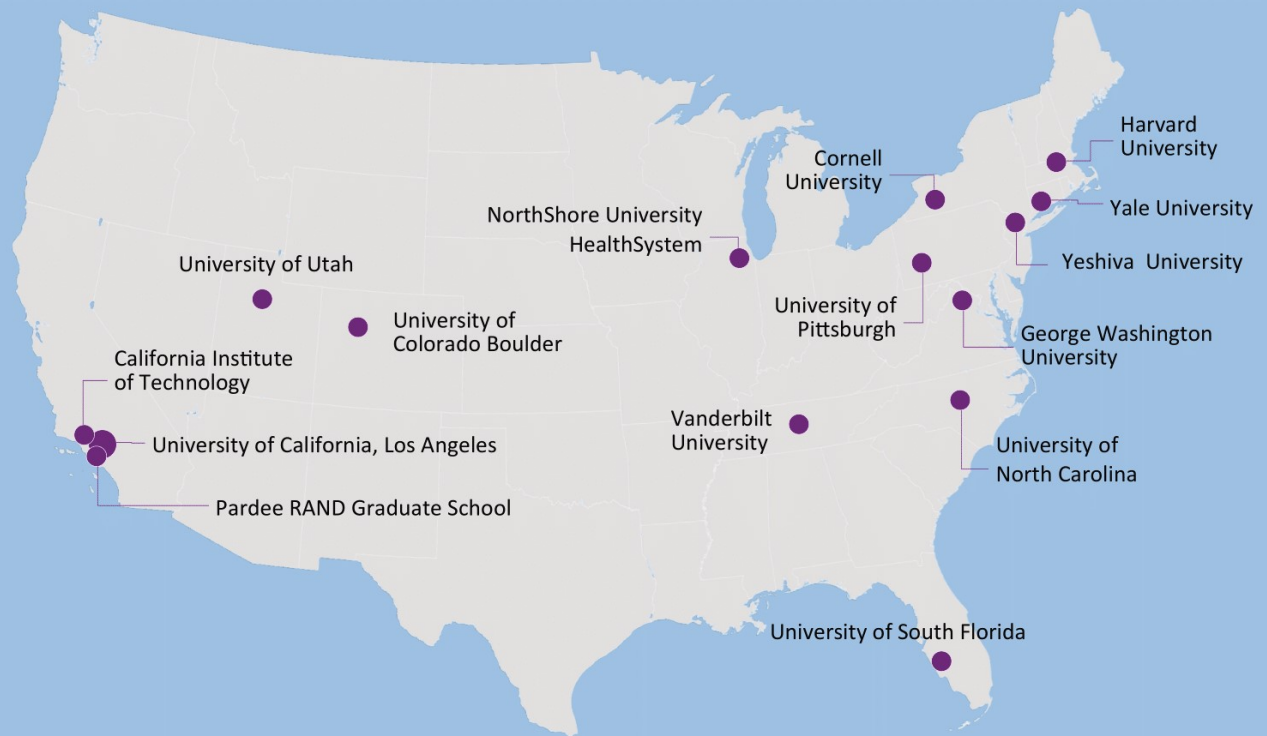 Harvard
University
Cornell
University
Yale University
NorthShore University
HealthSystem
Yeshiva University
University of Utah
University of
Pittsburgh
University of
Colorado Boulder
George Washington
University
California Institute
of Technology
Vanderbilt
University
University of California, Los Angeles
University of
North Carolina
Pardee RAND Graduate School
University of South Florida